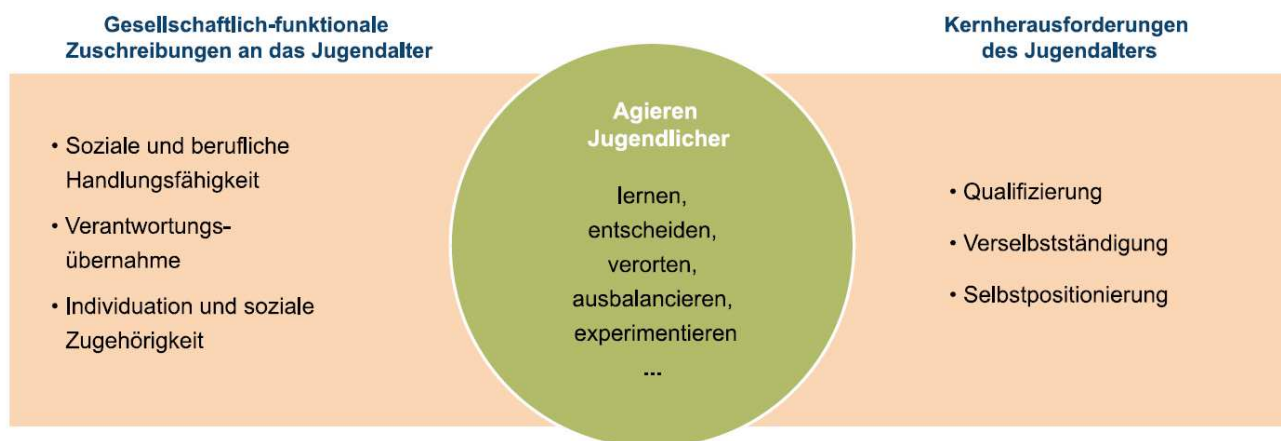 Gesellschaftlich-funktionale
Zuschreibungen an das Jugendalter
• Soziale und berufliche
Handlungsfähigkeit
• Verantwortungs-
übernahme
• Individuation und soziale
Zugehörigkeit
Agieren
Jugendlicher
lernen,
entscheiden,
verorten,
ausbalancieren,
experimentieren
...
Kernherausforderungen
des Jugendalters
• Qualifizierung
• Verselbstständigung
• Selbstpositionierung